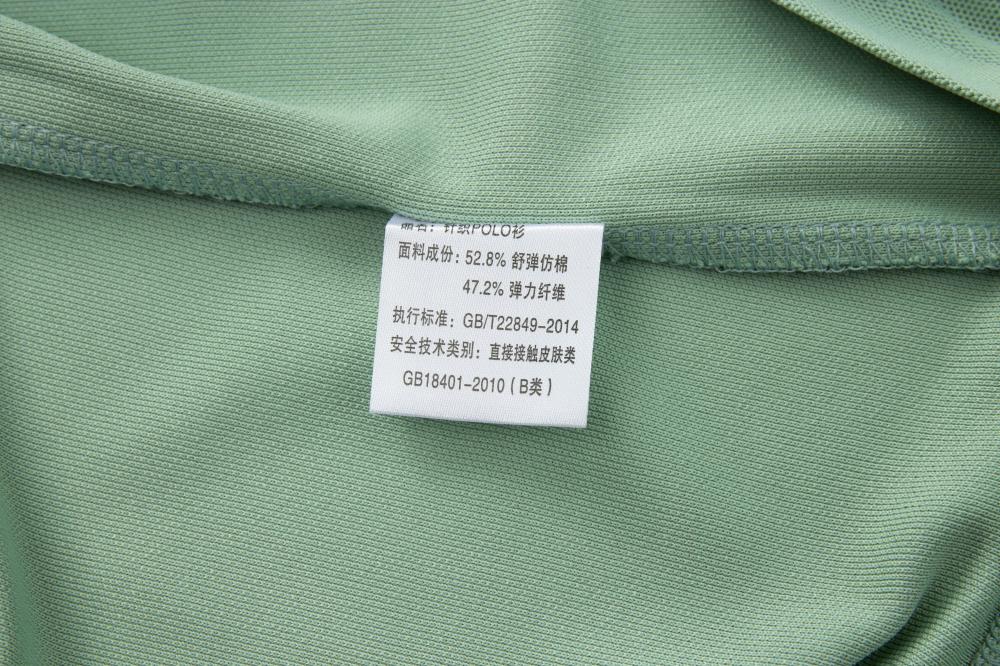 品名：针织POLO衫
面料成份：52.8% 舒弹仿棉
47.2% 弹力纤维
执行标准：GB/T22849-2014
安全技术类别：直接接触皮肤类
GB18401-2010（B类）